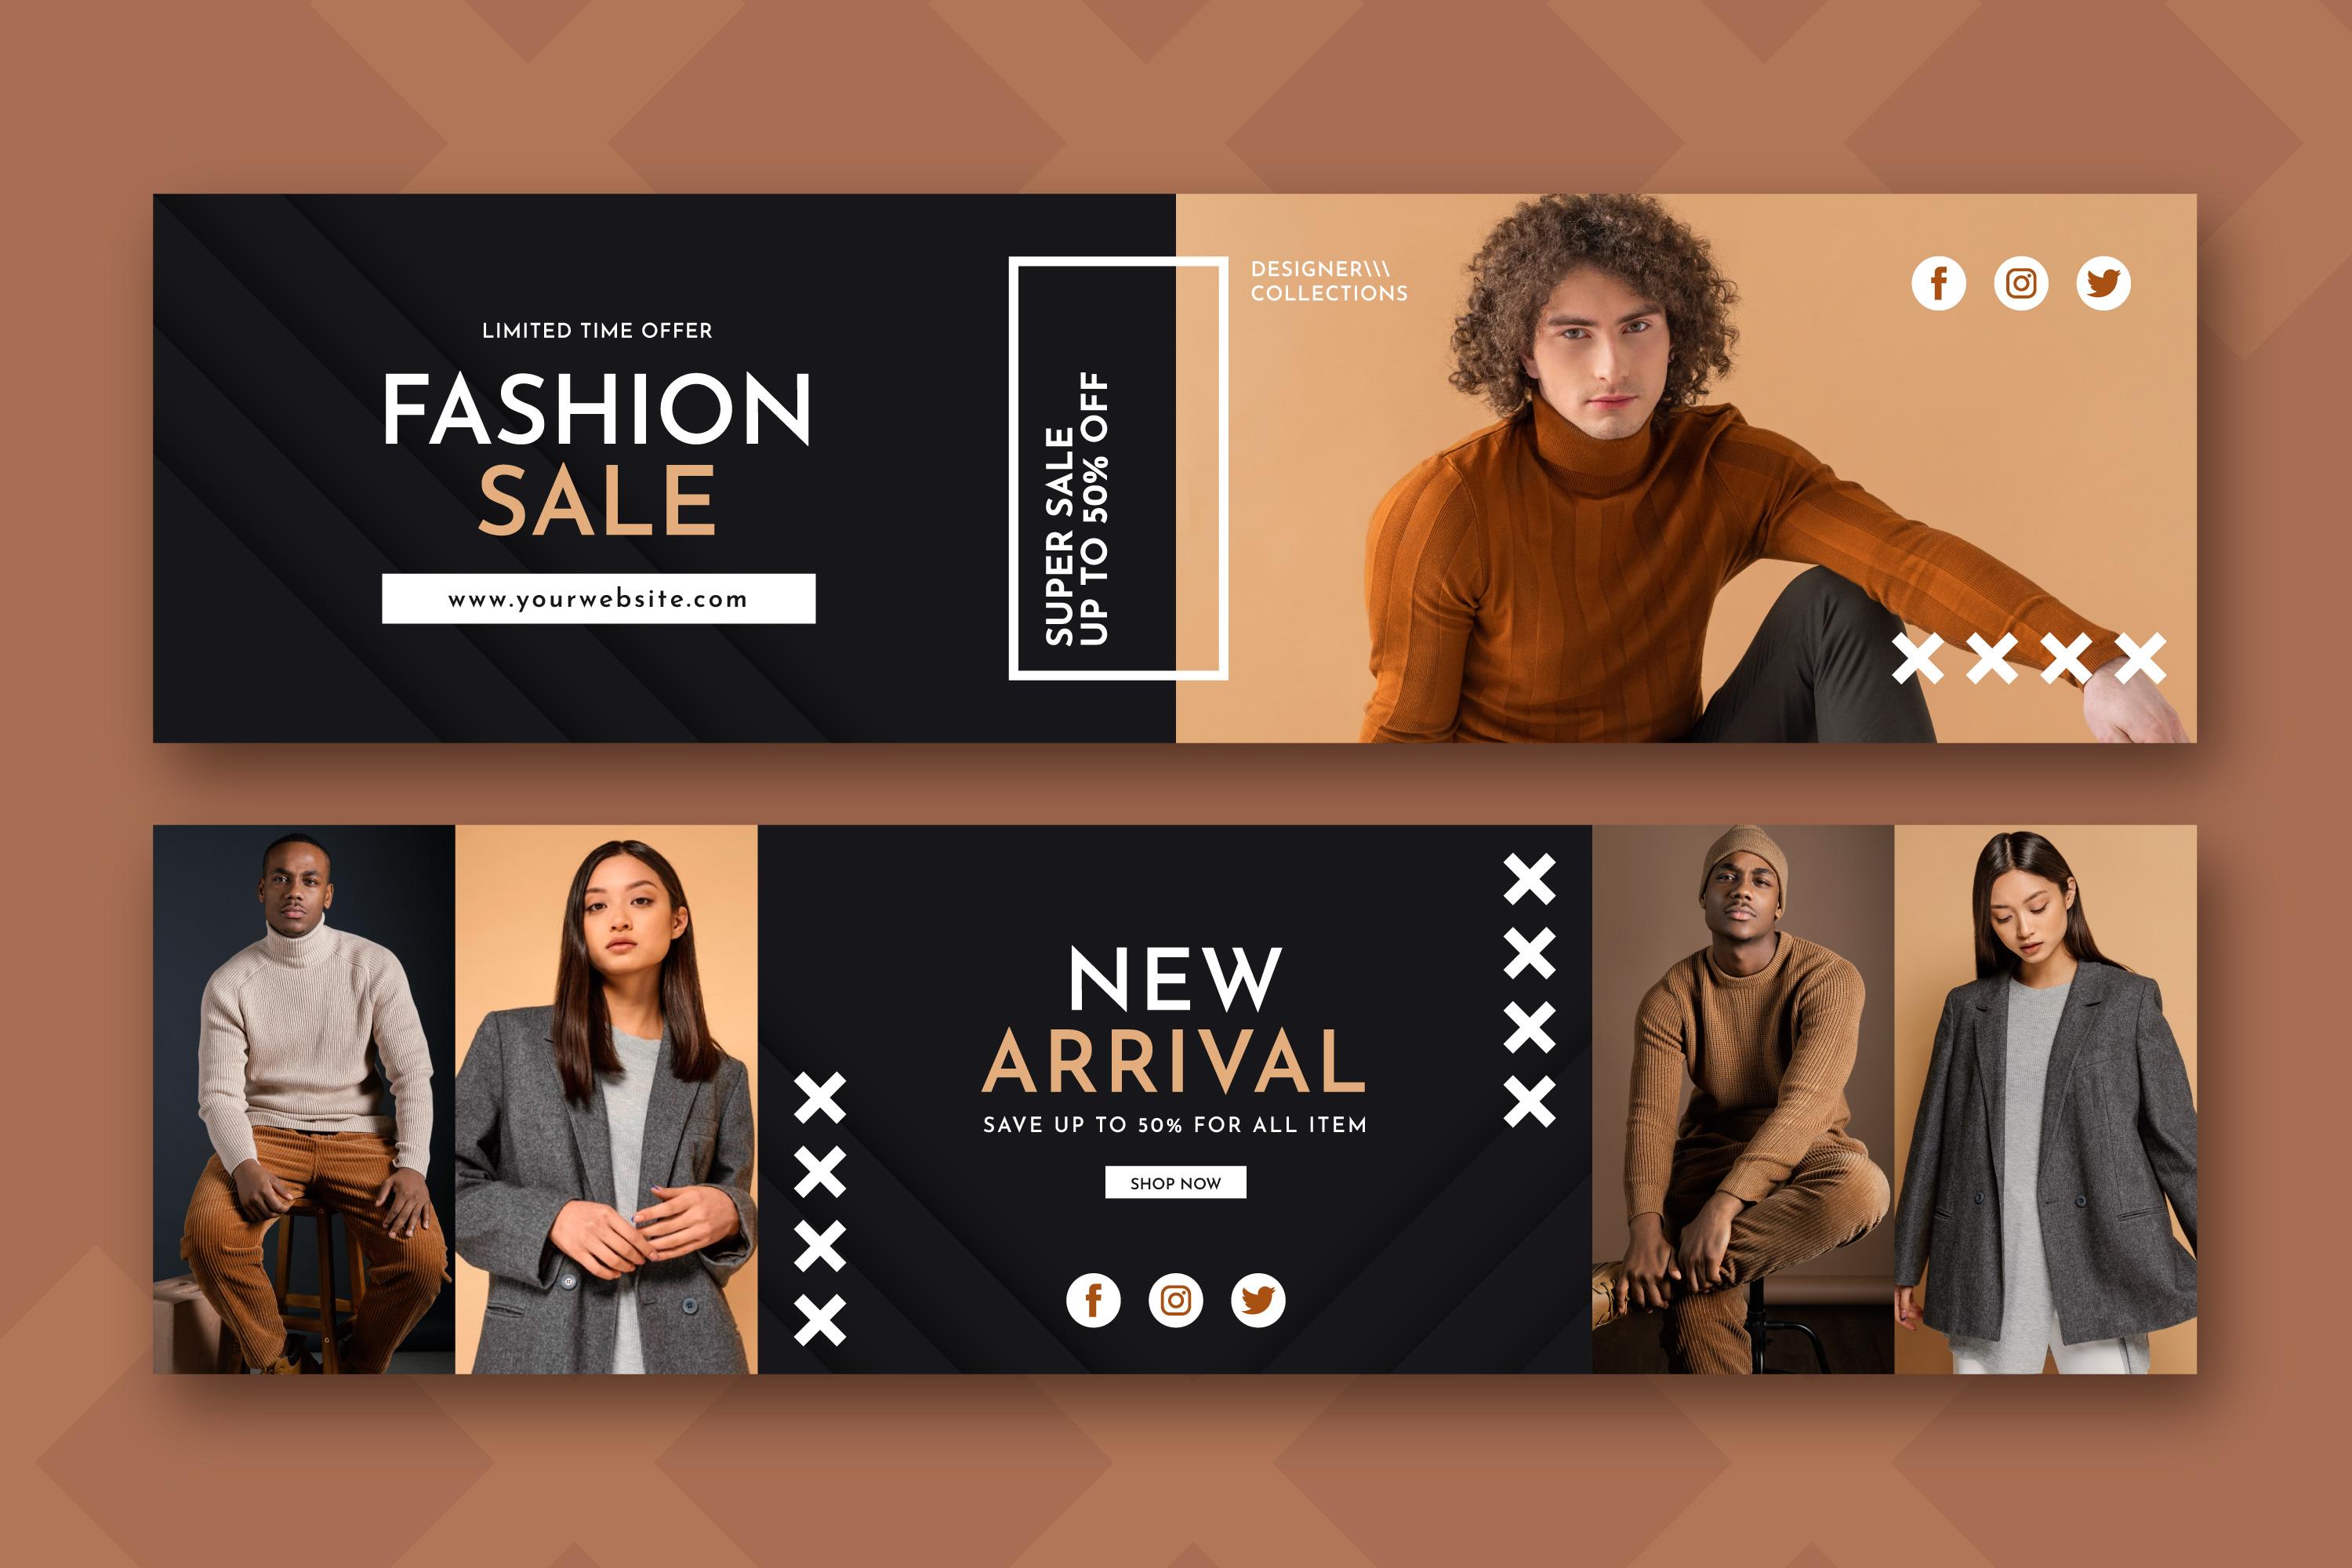 LIMITED TIME OFFER
FASHION
SALE
www.yourwebsite.com
SUPER SALE
UP TO 50% OFF
DESIGNER\\\
COLLECTIONS
NEW
ARRIVAL
SAVE UP TO 50% FOR ALL ITEM
SHOP NOW